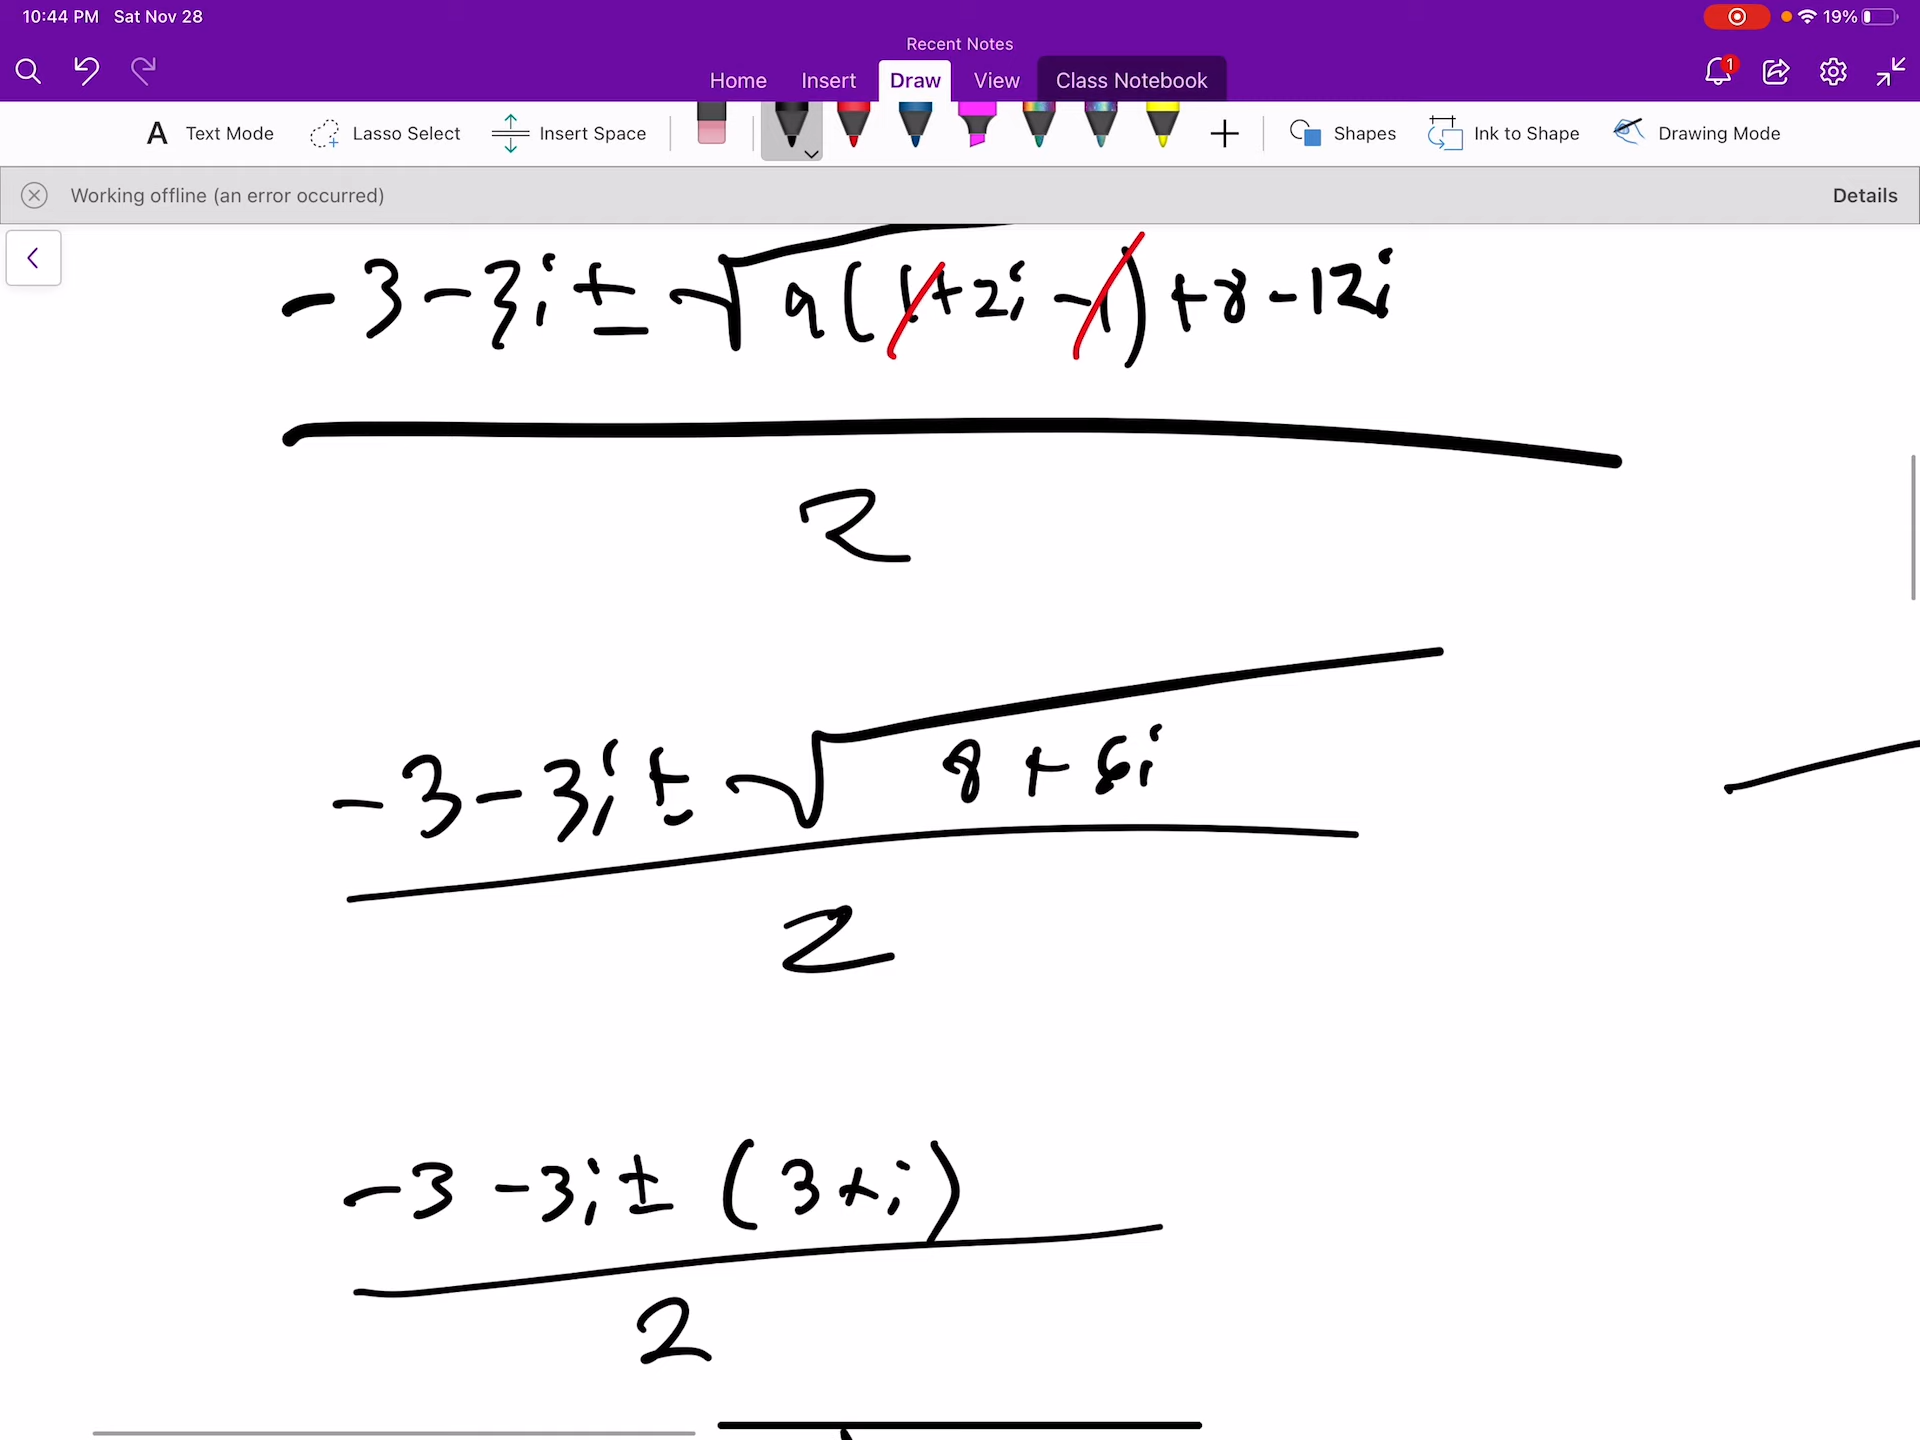 10:44 PM Sat Nov 28
19%
Recent Notes
Home Insert Draw View Class Notebook
1
A Text Mode Lasso Select Insert Space Shapes Ink to Shape Drawing Mode
Working offline (an error occurred) Details
-3-3i ± √9(1+2i-1)+8-12i
2
-3-3i ± √8+6i
2
-3-3i ± (3+i)
2